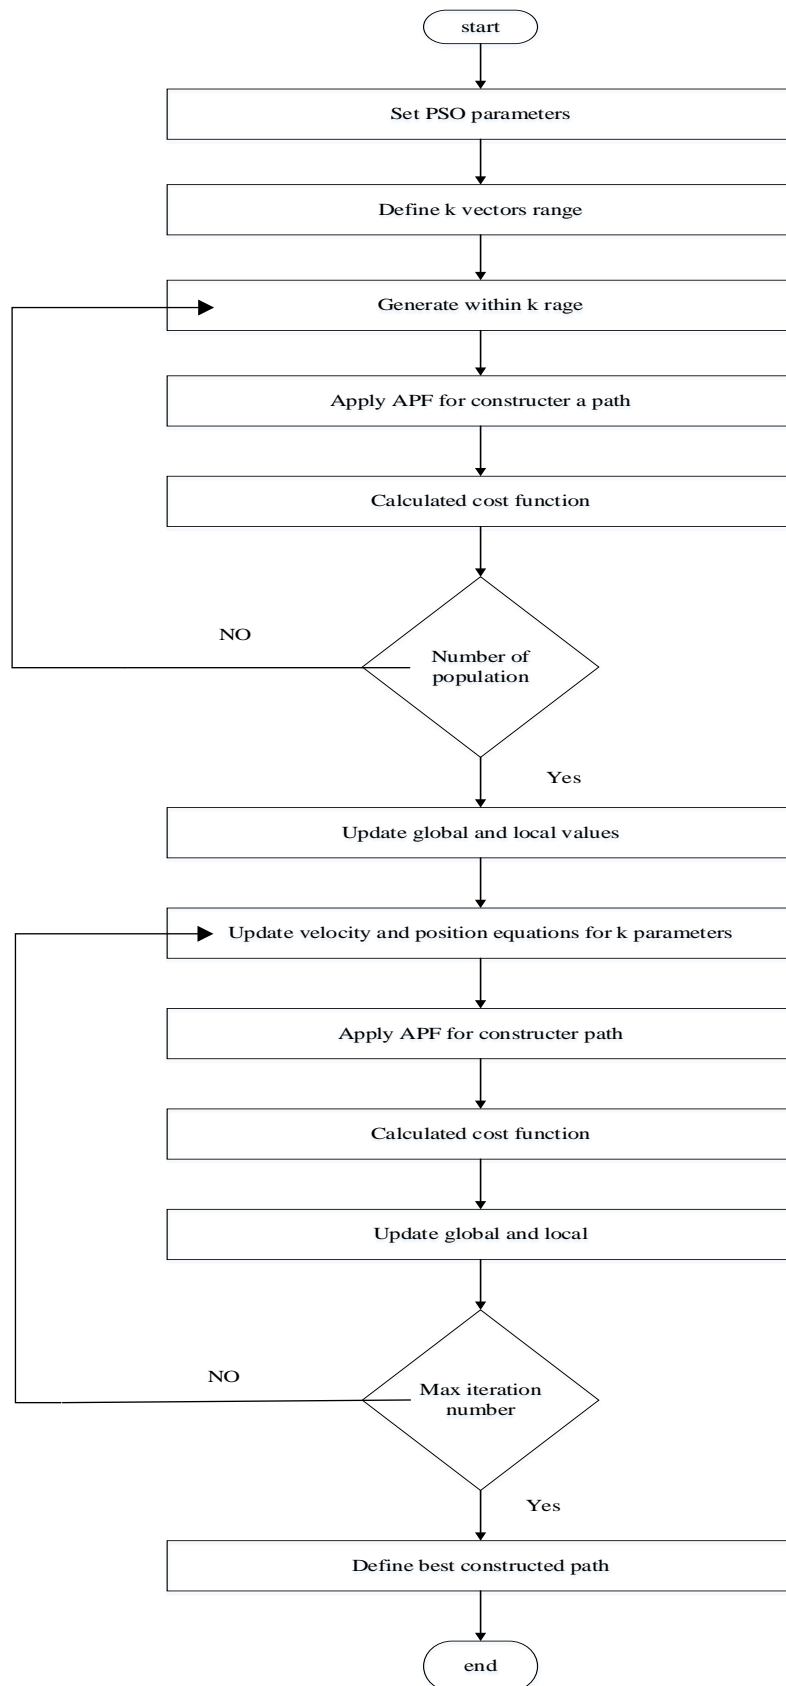 start
Set PSO parameters
Define k vectors range
Generate within k rage
Apply APF for constructer a path
Calculated cost function
NO
Number of
population
Yes
Update global and local values
Update velocity and position equations for k parameters
Apply APF for constructer path
Calculated cost function
Update global and local
NO
Max iteration
number
Yes
Define best constructed path
end